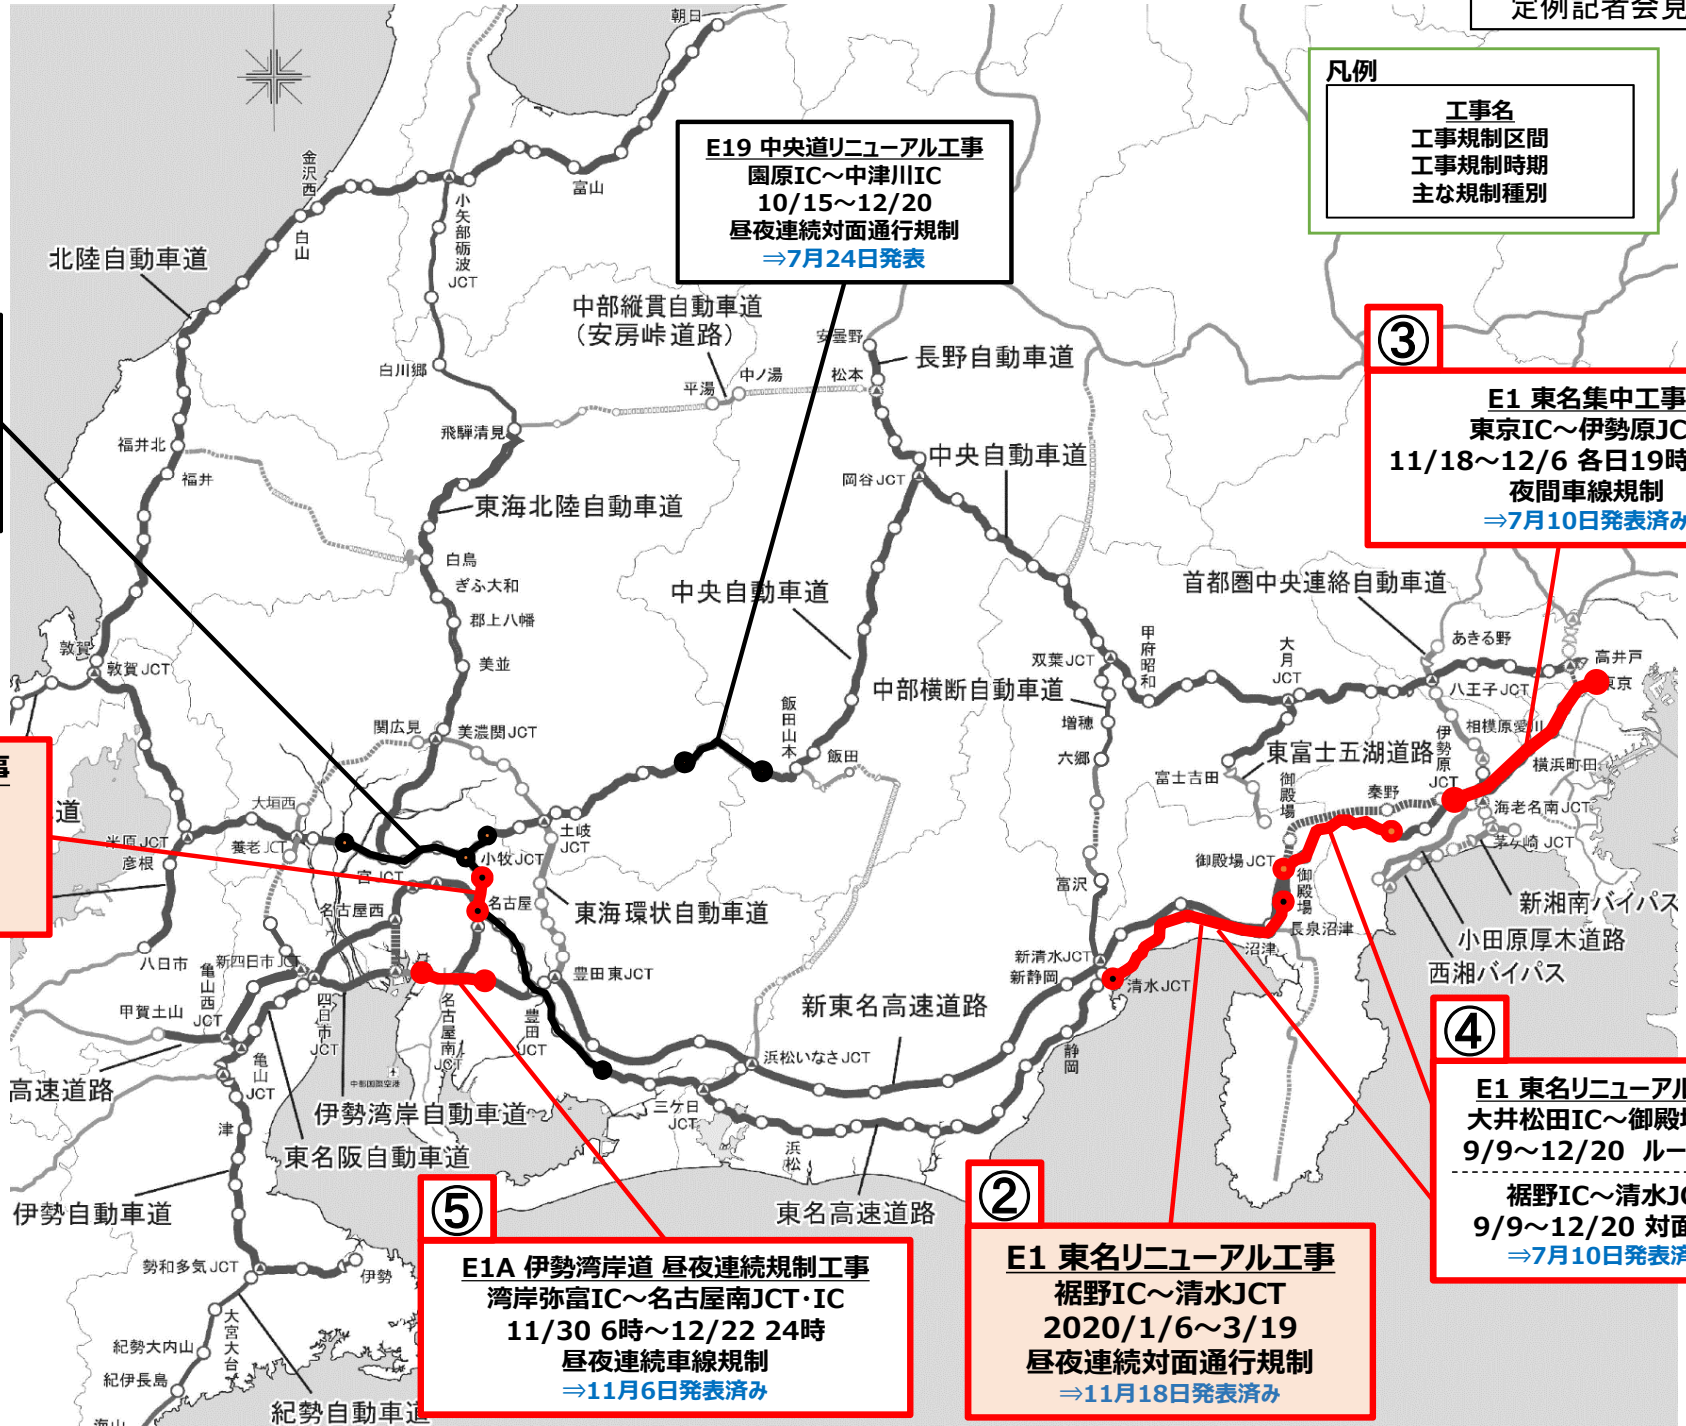 定例記者会見
凡例
工事名
工事規制区間
工事規制時期
主な規制種別
E19 中央道リニューアル工事
園原IC～中津川IC
10/15～12/20
昼夜連続対面通行規制
⇒7月24日発表
③
E1 東名集中工事
東京IC～伊勢原JC
11/18～12/6 各日19時
夜間車線規制
⇒7月10日発表済み
④
E1 東名リニューアル
大井松田IC～御殿場
9/9～12/20 ルー
裾野IC～清水JC
9/9～12/20 対面
⇒7月10日発表済
②
E1 東名リニューアル工事
裾野IC～清水JCT
2020/1/6～3/19
昼夜連続対面通行規制
⇒11月18日発表済み
⑤
E1A 伊勢湾岸道 昼夜連続規制工事
湾岸弥富IC～名古屋南JCT・IC
11/30 6時～12/22 24時
昼夜連続車線規制
⇒11月6日発表済み
事
道
朝日
金沢西
白山
富山
小矢部砺波JCT
北陸自動車道
中部縦貫自動車道
（安房峠道路）
安曇野
長野自動車道
白川郷
平湯
中ノ湯
松本
飛騨清見
福井北
福井
東海北陸自動車道
岡谷JCT
中央自動車道
白鳥
ぎふ大和
郡上八幡
美並
中央自動車道
首都圏中央連絡自動車道
あきる野
高井戸
東京
八王子JCT
相模原愛川
敦賀
敦賀JCT
双葉JCT
甲府昭和
大月JCT
中部横断自動車道
増穂
六郷
飯田山本
飯田
関広見
美濃関JCT
東富士五湖道路
富士吉田
御殿場
伊勢原JCT
横浜町田
秦野
海老名南JCT
茅ヶ崎JCT
大垣西
米原JCT
彦根
養老JCT
土岐JCT
小牧JCT
宮JCT
名古屋
名古屋西
東海環状自動車道
富沢
御殿場JCT
御殿場
長泉沼津
沼津
新湘南バイパス
小田原厚木道路
西湘バイパス
八日市
亀山西JCT
新四日市JCT
四日市JCT
豊田東JCT
新清水JCT
新静岡
清水JCT
甲賀土山
名古屋南JCT
豊田JCT
新東名高速道路
静岡
高速道路
亀山JCT
中部国際空港
浜松いなさJCT
伊勢湾岸自動車道
三ケ日JCT
津
東名阪自動車道
浜松
伊勢自動車道
東名高速道路
勢和多気JCT
伊勢
大宮大台
紀勢大内山
紀伊長島
紀勢自動車道
海山